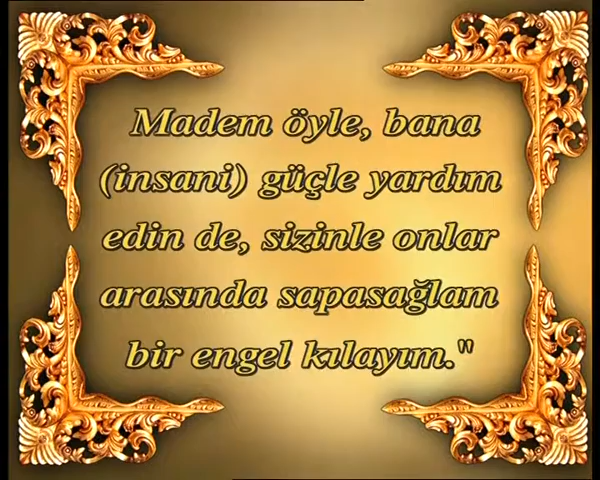 Madem öyle, bana
(insani) güçle yardım
edin de, sizinle onlar
arasında sapasağlam
bir engel kılayım."